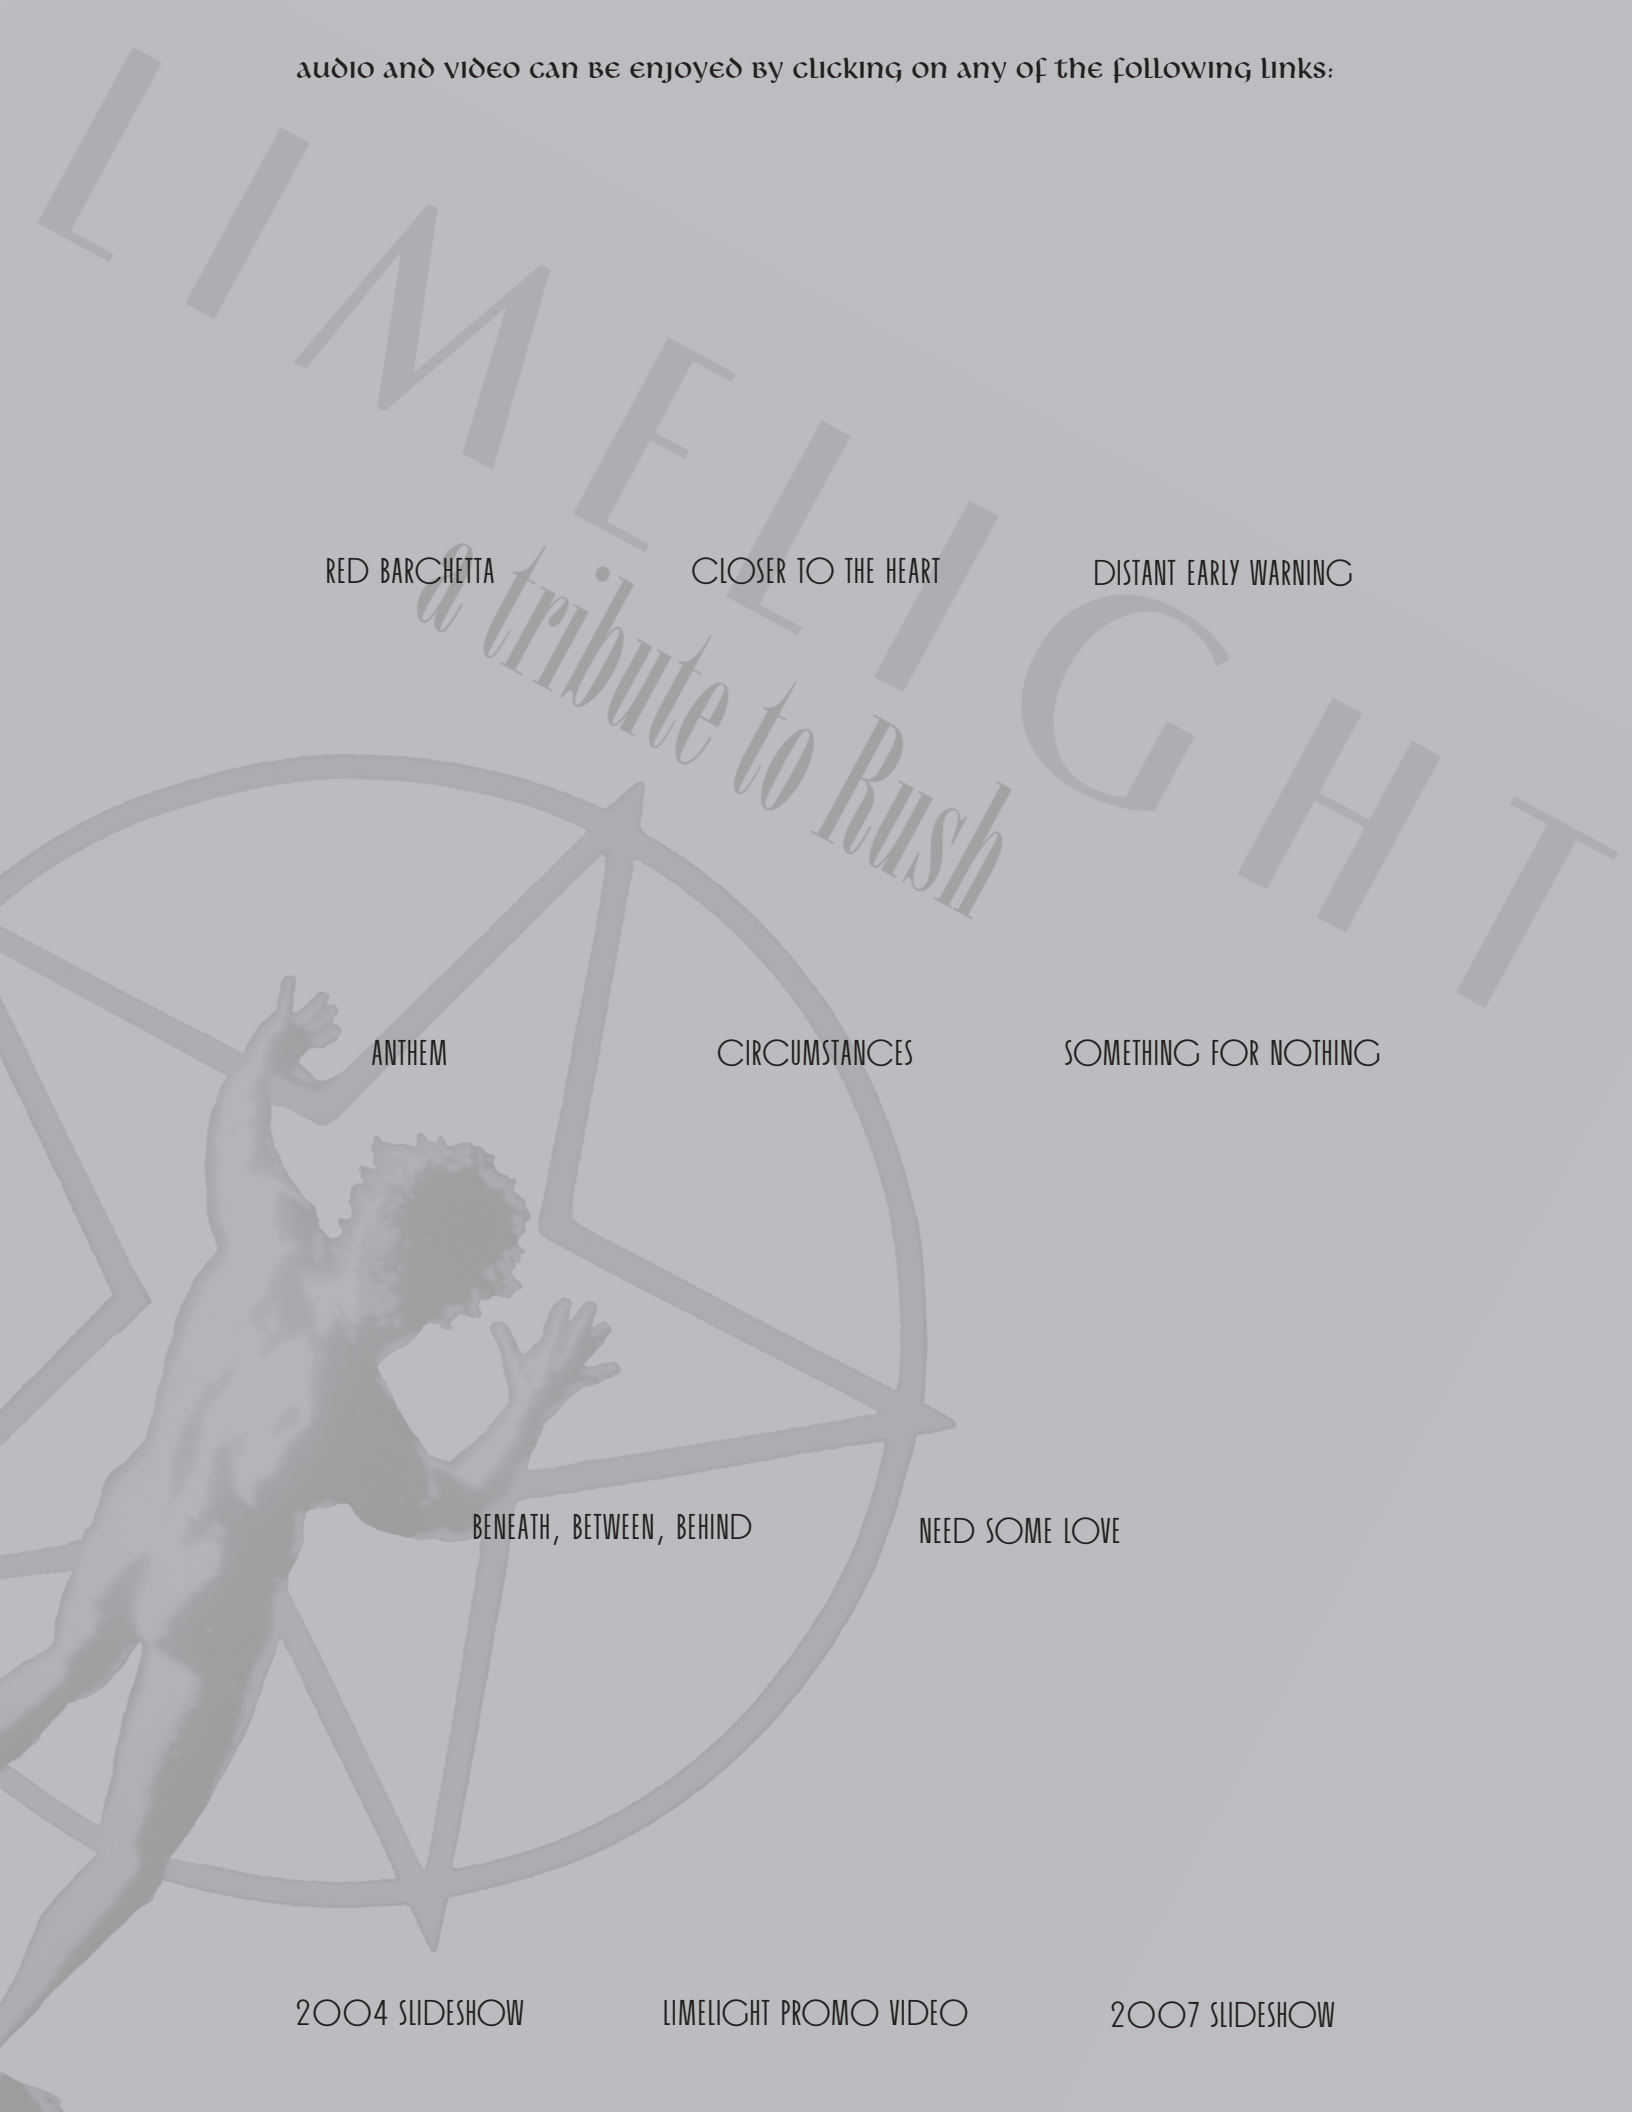 audio and video can be enjoyed by clicking on any of the following links:
LIMELIGHT
a tribute to Rush
RED BARCHETTA
CLOSER TO THE HEART
DISTANT EARLY WARNING
ANTHEM
CIRCUMSTANCES
SOMETHING FOR NOTHING
BENEATH, BETWEEN, BEHIND
NEED SOME LOVE
2004 SLIDESHOW
LIMELIGHT PROMO VIDEO
2007 SLIDESHOW